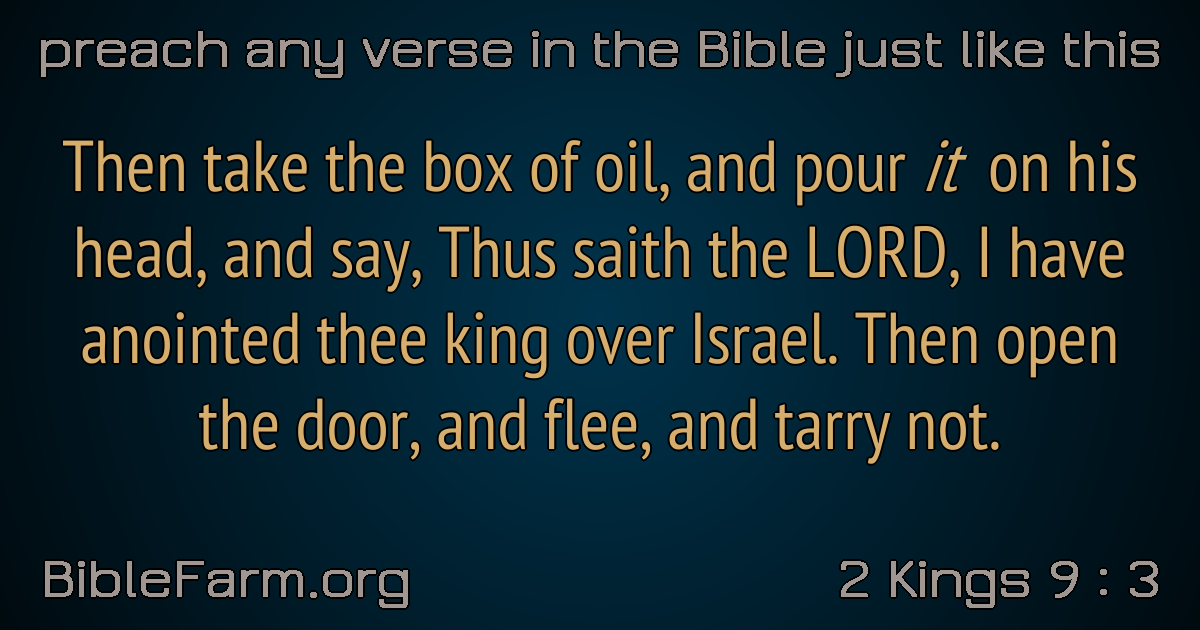 preach any verse in the Bible just like this
Then take the box of oil, and pour it on his
head, and say, Thus saith the LORD, I have
anointed thee king over Israel. Then open
the door, and flee, and tarry not.
BibleFarm.org
2 Kings 9 : 3